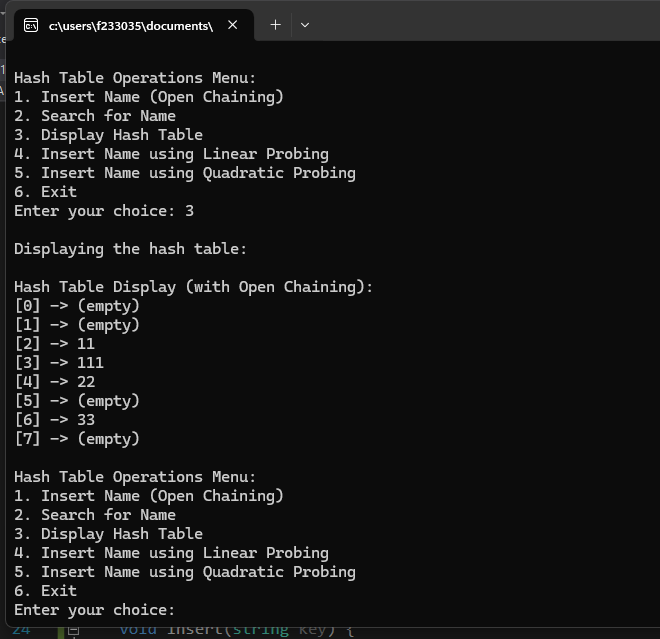 c:\users\f233035\documents\
Hash Table Operations Menu:
1. Insert Name (Open Chaining)
2. Search for Name
3. Display Hash Table
4. Insert Name using Linear Probing
5. Insert Name using Quadratic Probing
6. Exit
Enter your choice: 3
Displaying the hash table:
Hash Table Display (with Open Chaining):
[0] -> (empty)
[1] -> (empty)
[2] -> 11
[3] -> 111
[4] -> 22
[5] -> (empty)
[6] -> 33
[7] -> (empty)
Hash Table Operations Menu:
1. Insert Name (Open Chaining)
2. Search for Name
3. Display Hash Table
4. Insert Name using Linear Probing
5. Insert Name using Quadratic Probing
6. Exit
Enter your choice:
24 void insert(string key) {